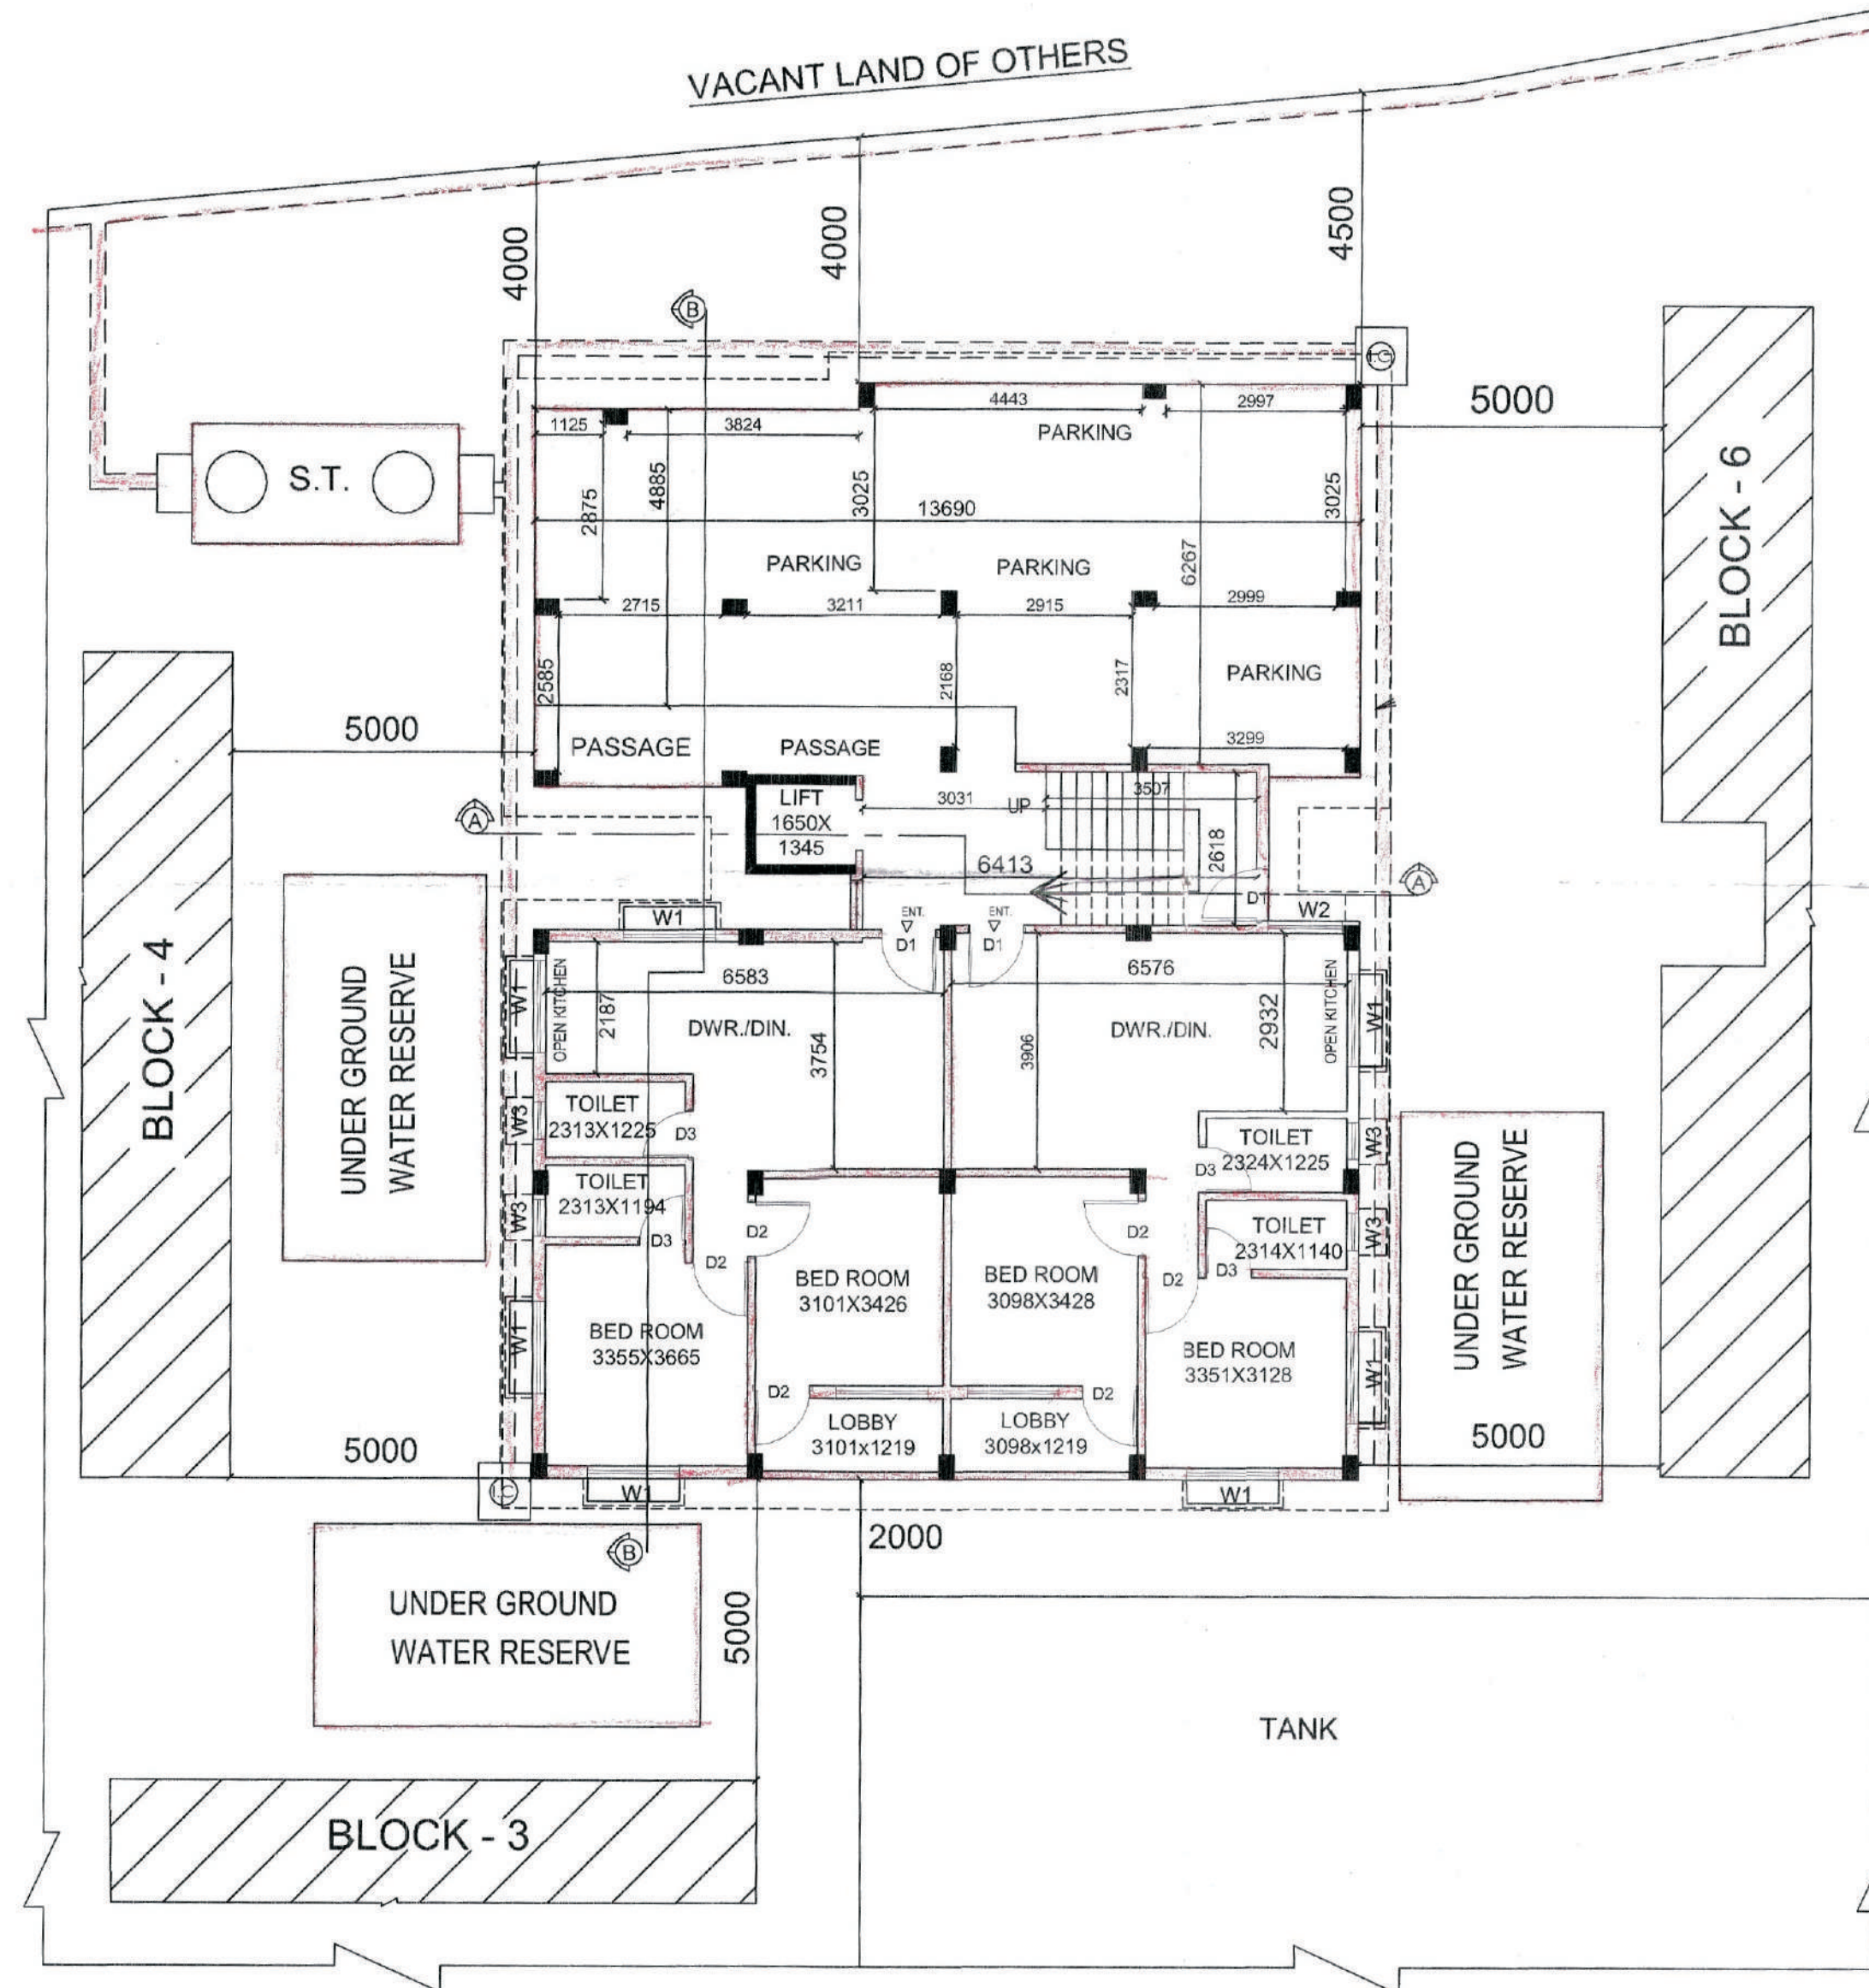 VACANT LAND OF OTHERS
4000
4000
4500
B
I.C
5000
S.T.
1125
3824
4443
2997
PARKING
2875
4885
3025
13690
3025
BLOCK - 6
PARKING
PARKING
6267
2715
3211
2915
2999
2585
2168
2317
PARKING
5000
PASSAGE
PASSAGE
3299
LIFT
1650X
1345
3031
UP
3507
A
6413
2618
A
D1
W1
ENT.
D1
ENT.
D1
W2
BLOCK - 4
UNDER GROUND
WATER RESERVE
W1
OPEN KITCHEN
2187
6583
DWR./DIN.
3754
6576
3906
DWR./DIN.
2932
OPEN KITCHEN
W1
W3
TOILET
2313X1225
D3
TOILET
2324X1225
D3
W3
W3
TOILET
2313X1194
D3
D2
D2
D2
D2
TOILET
2314X1140
D3
W3
UNDER GROUND
WATER RESERVE
BED ROOM
3101X3426
BED ROOM
3098X3428
W1
BED ROOM
3355X3665
BED ROOM
3351X3128
W1
D2
D2
LOBBY
3101x1219
LOBBY
3098x1219
5000
5000
I.C
W1
W1
B
2000
UNDER GROUND
WATER RESERVE
5000
TANK
BLOCK - 3